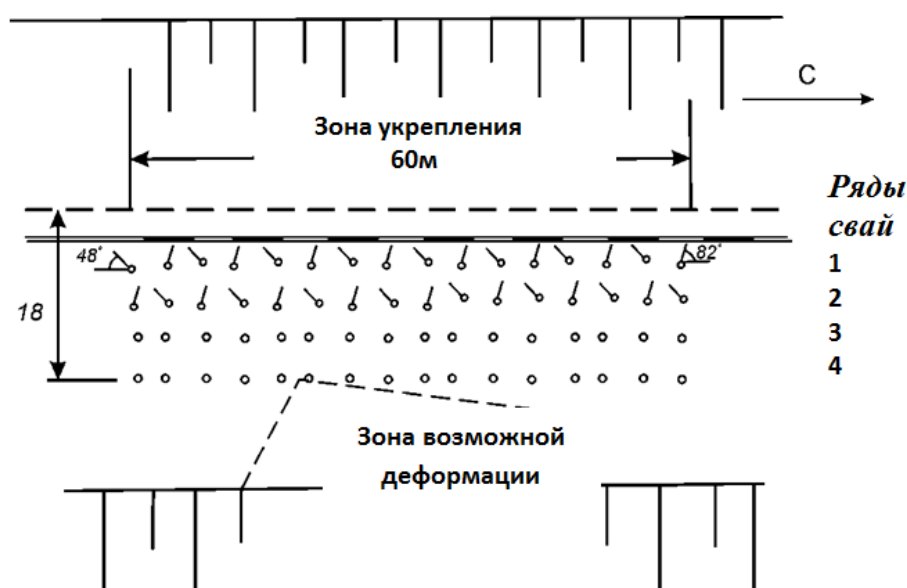 С
Зона укрепления
60м
Ряды
свай
48°
82°
1
2
18
3
4
Зона возможной
деформации